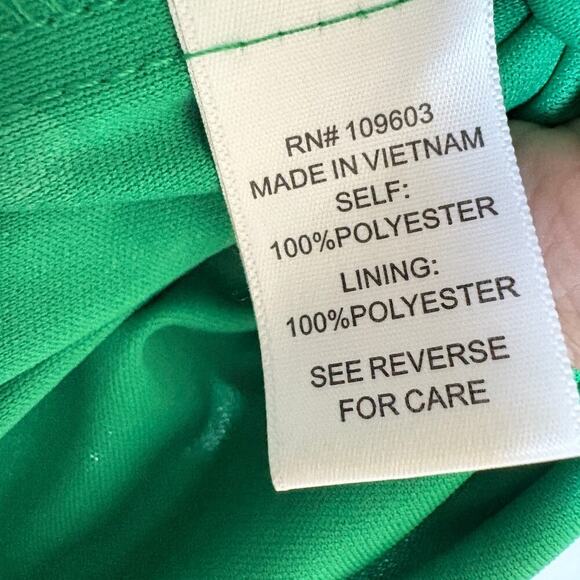 RN# 109603
MADE IN VIETNAM
SELF:
100%POLYESTER
LINING:
100%POLYESTER
SEE REVERSE
FOR CARE